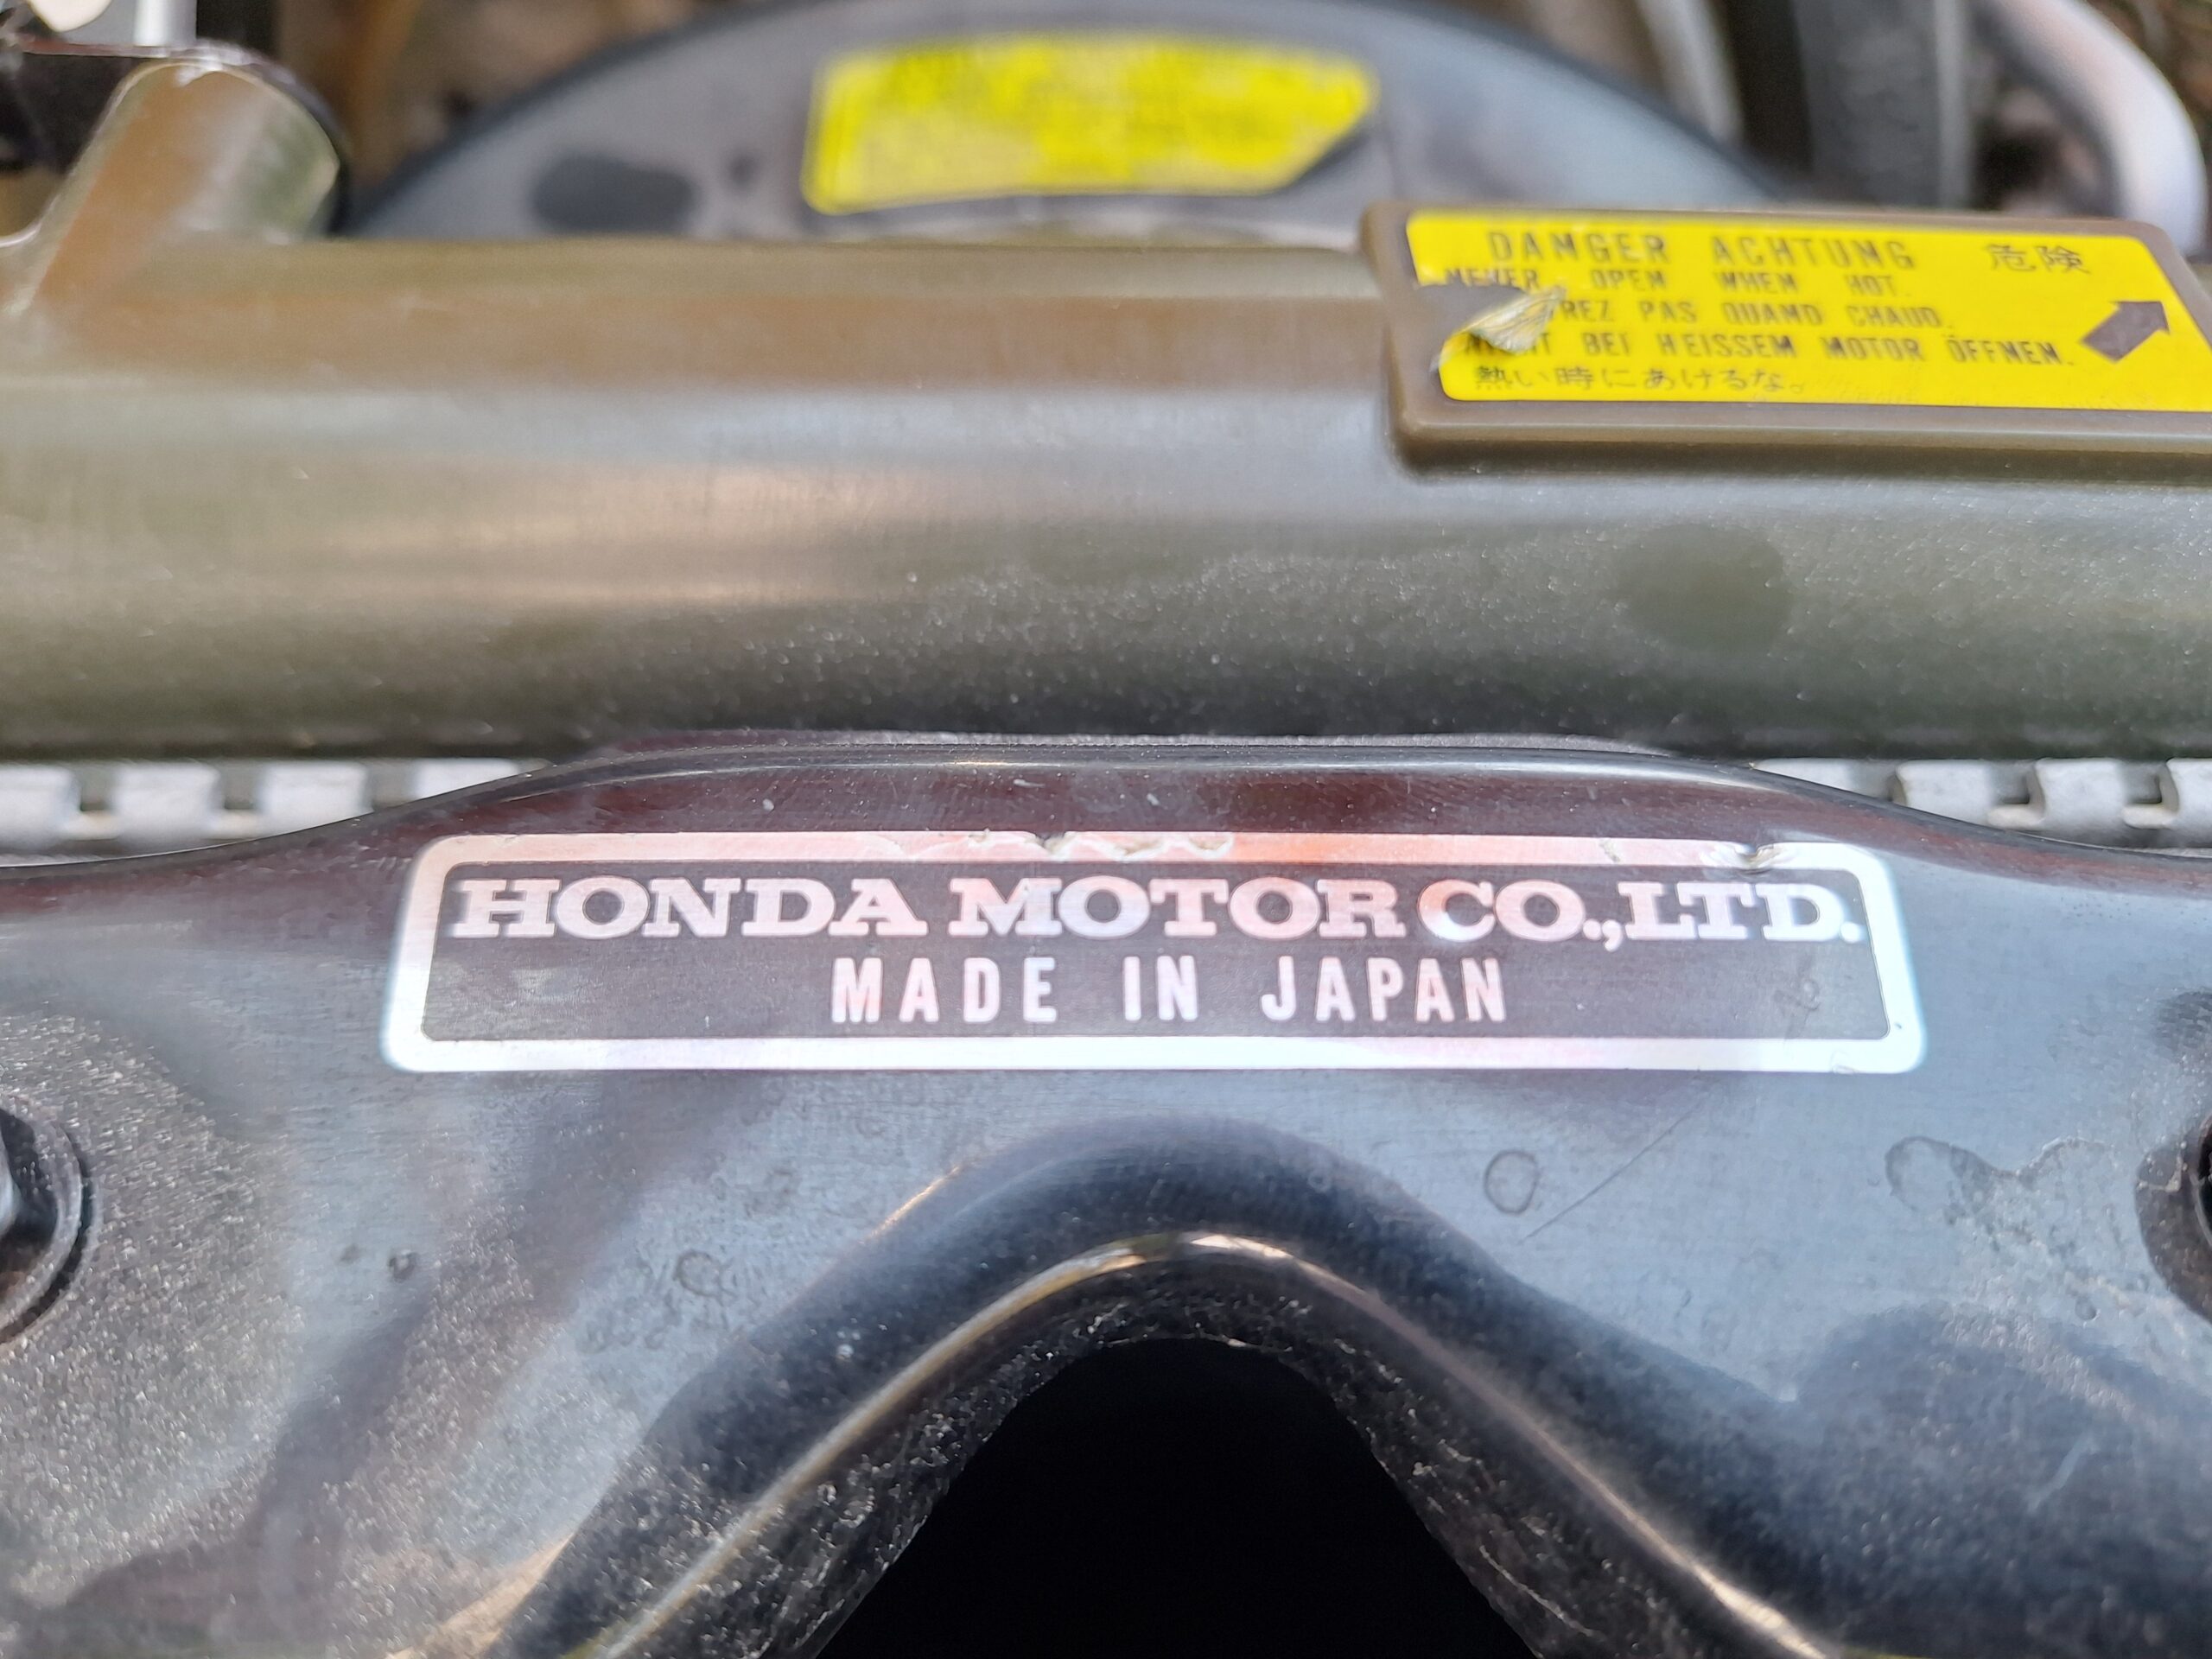 DANGER ACHTUNG 危険
NEVER OPEN WHEN HOT.
REZ PAS QUAND CHAUD.
NICHT BEI HEISSEM MOTOR ÖFFNEN.
熱い時にあけるな。
HONDA MOTOR CO., LTD.
MADE IN JAPAN